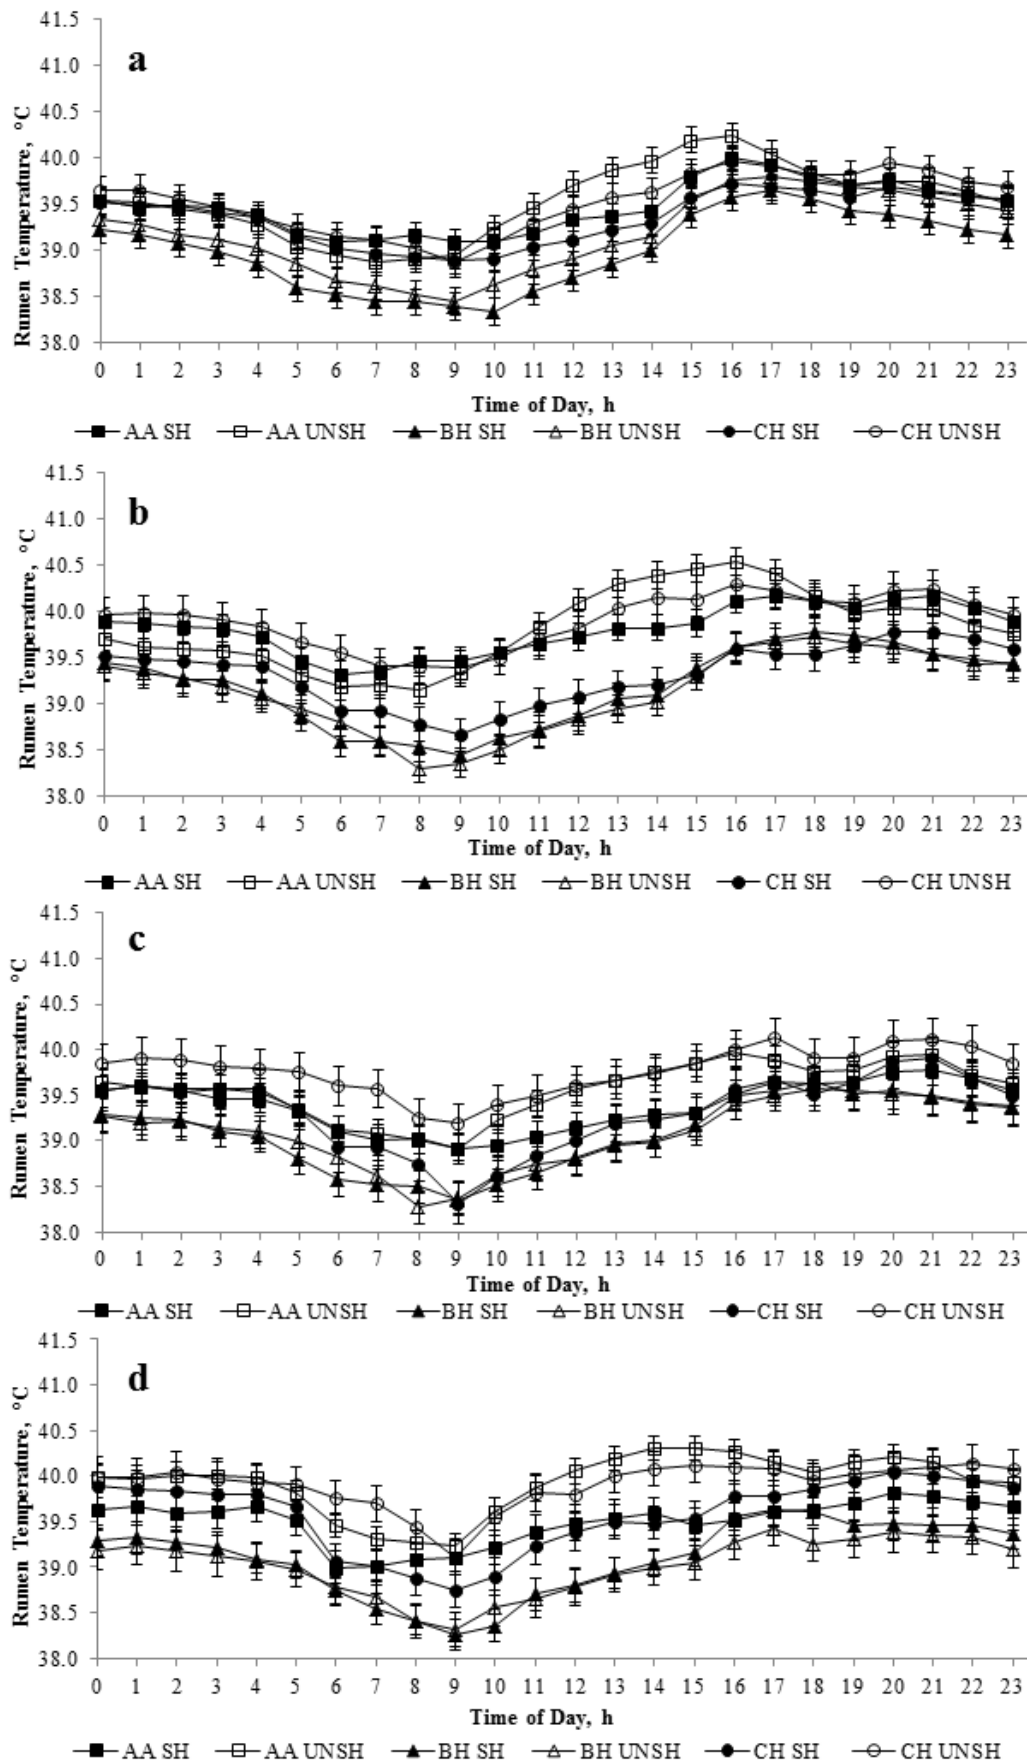 41.5
41.0
a
40.5
40.0
39.5
39.0
38.5
38.0
Rumen Temperature, °C
0 1 2 3 4 5 6 7 8 9 10 11 12 13 14 15 16 17 18 19 20 21 22 23
Time of Day, h
AA SH AA UNSH BH SH BH UNSH CH SH CH UNSH
41.5
b
41.0
40.5
40.0
39.5
39.0
38.5
38.0
Rumen Temperature, °C
0 1 2 3 4 5 6 7 8 9 10 11 12 13 14 15 16 17 18 19 20 21 22 23
Time of Day, h
AA SH AA UNSH BH SH BH UNSH CH SH CH UNSH
41.5
c
41.0
40.5
40.0
39.5
39.0
38.5
38.0
Rumen Temperature, °C
0 1 2 3 4 5 6 7 8 9 10 11 12 13 14 15 16 17 18 19 20 21 22 23
Time of Day, h
AA SH AA UNSH BH SH BH UNSH CH SH CH UNSH
41.5
d
41.0
40.5
40.0
39.5
39.0
38.5
38.0
Rumen Temperature, °C
0 1 2 3 4 5 6 7 8 9 10 11 12 13 14 15 16 17 18 19 20 21 22 23
Time of Day, h
AA SH AA UNSH BH SH BH UNSH CH SH CH UNSH